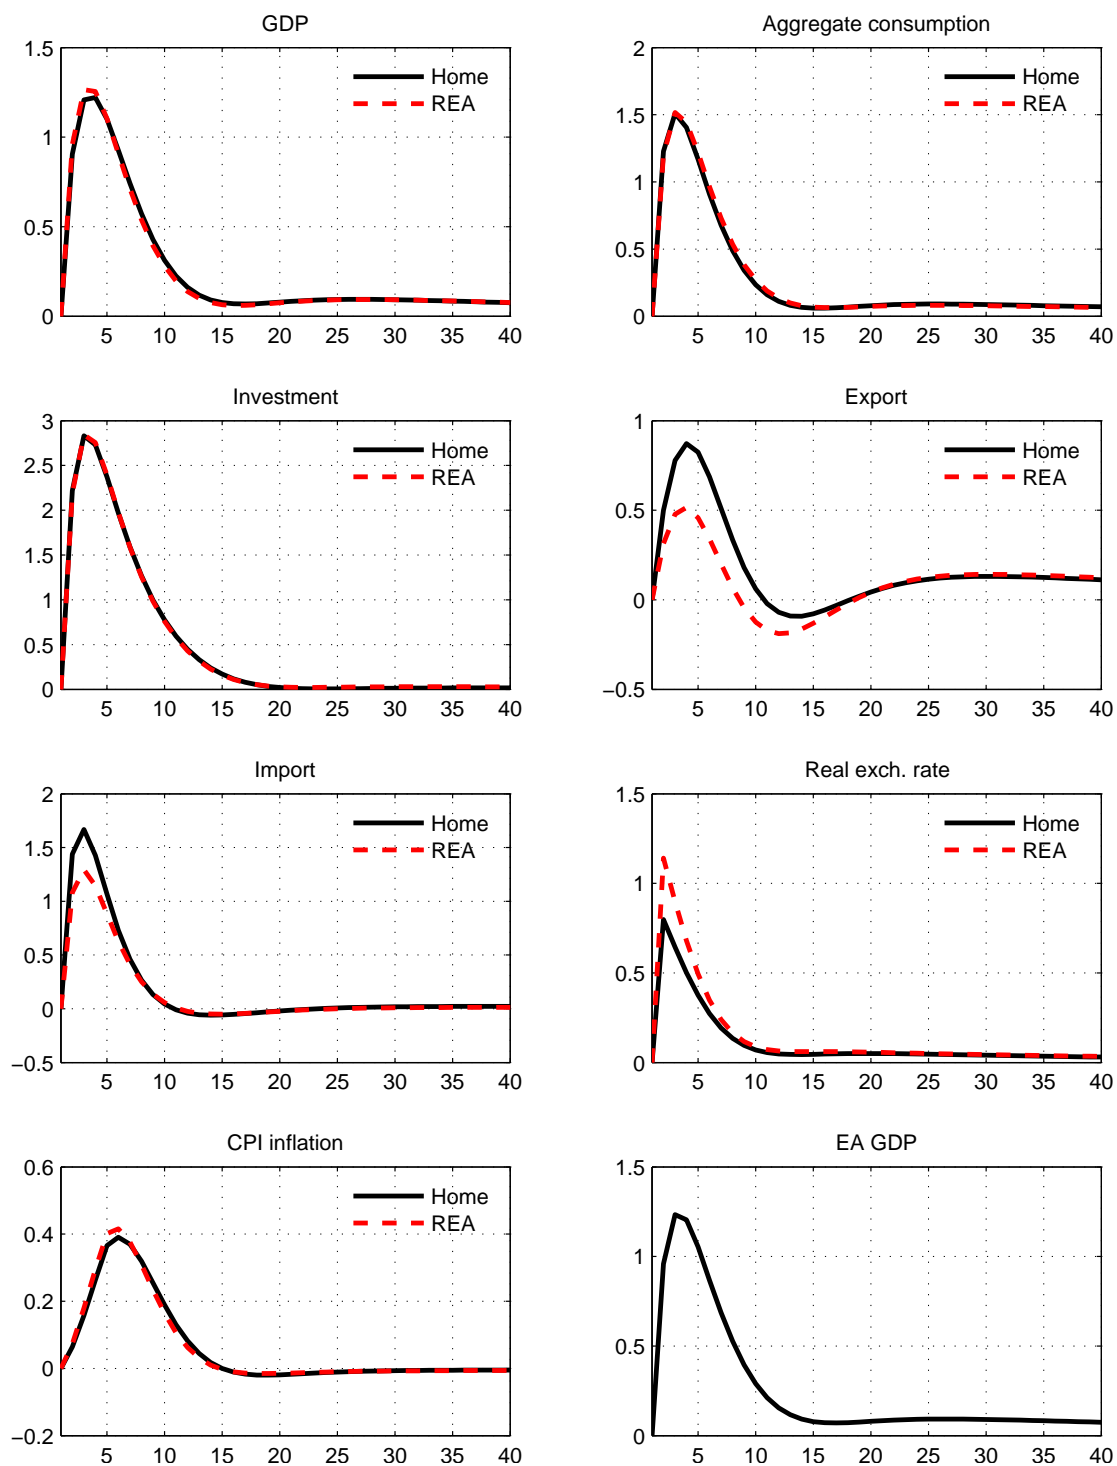 GDP
1.5
1
0.5
0
5 10 15 20 25 30 35 40
Home
REA
Aggregate consumption
2
1.5
1
0.5
0
5 10 15 20 25 30 35 40
Home
REA
Investment
3
2.5
2
1.5
1
0.5
0
5 10 15 20 25 30 35 40
Home
REA
Export
1
0.5
0
−0.5
5 10 15 20 25 30 35 40
Home
REA
Import
2
1.5
1
0.5
0
−0.5
5 10 15 20 25 30 35 40
Home
REA
Real exch. rate
1.5
1
0.5
0
5 10 15 20 25 30 35 40
Home
REA
CPI inflation
0.6
0.4
0.2
0
−0.2
5 10 15 20 25 30 35 40
Home
REA
EA GDP
1.5
1
0.5
0
5 10 15 20 25 30 35 40